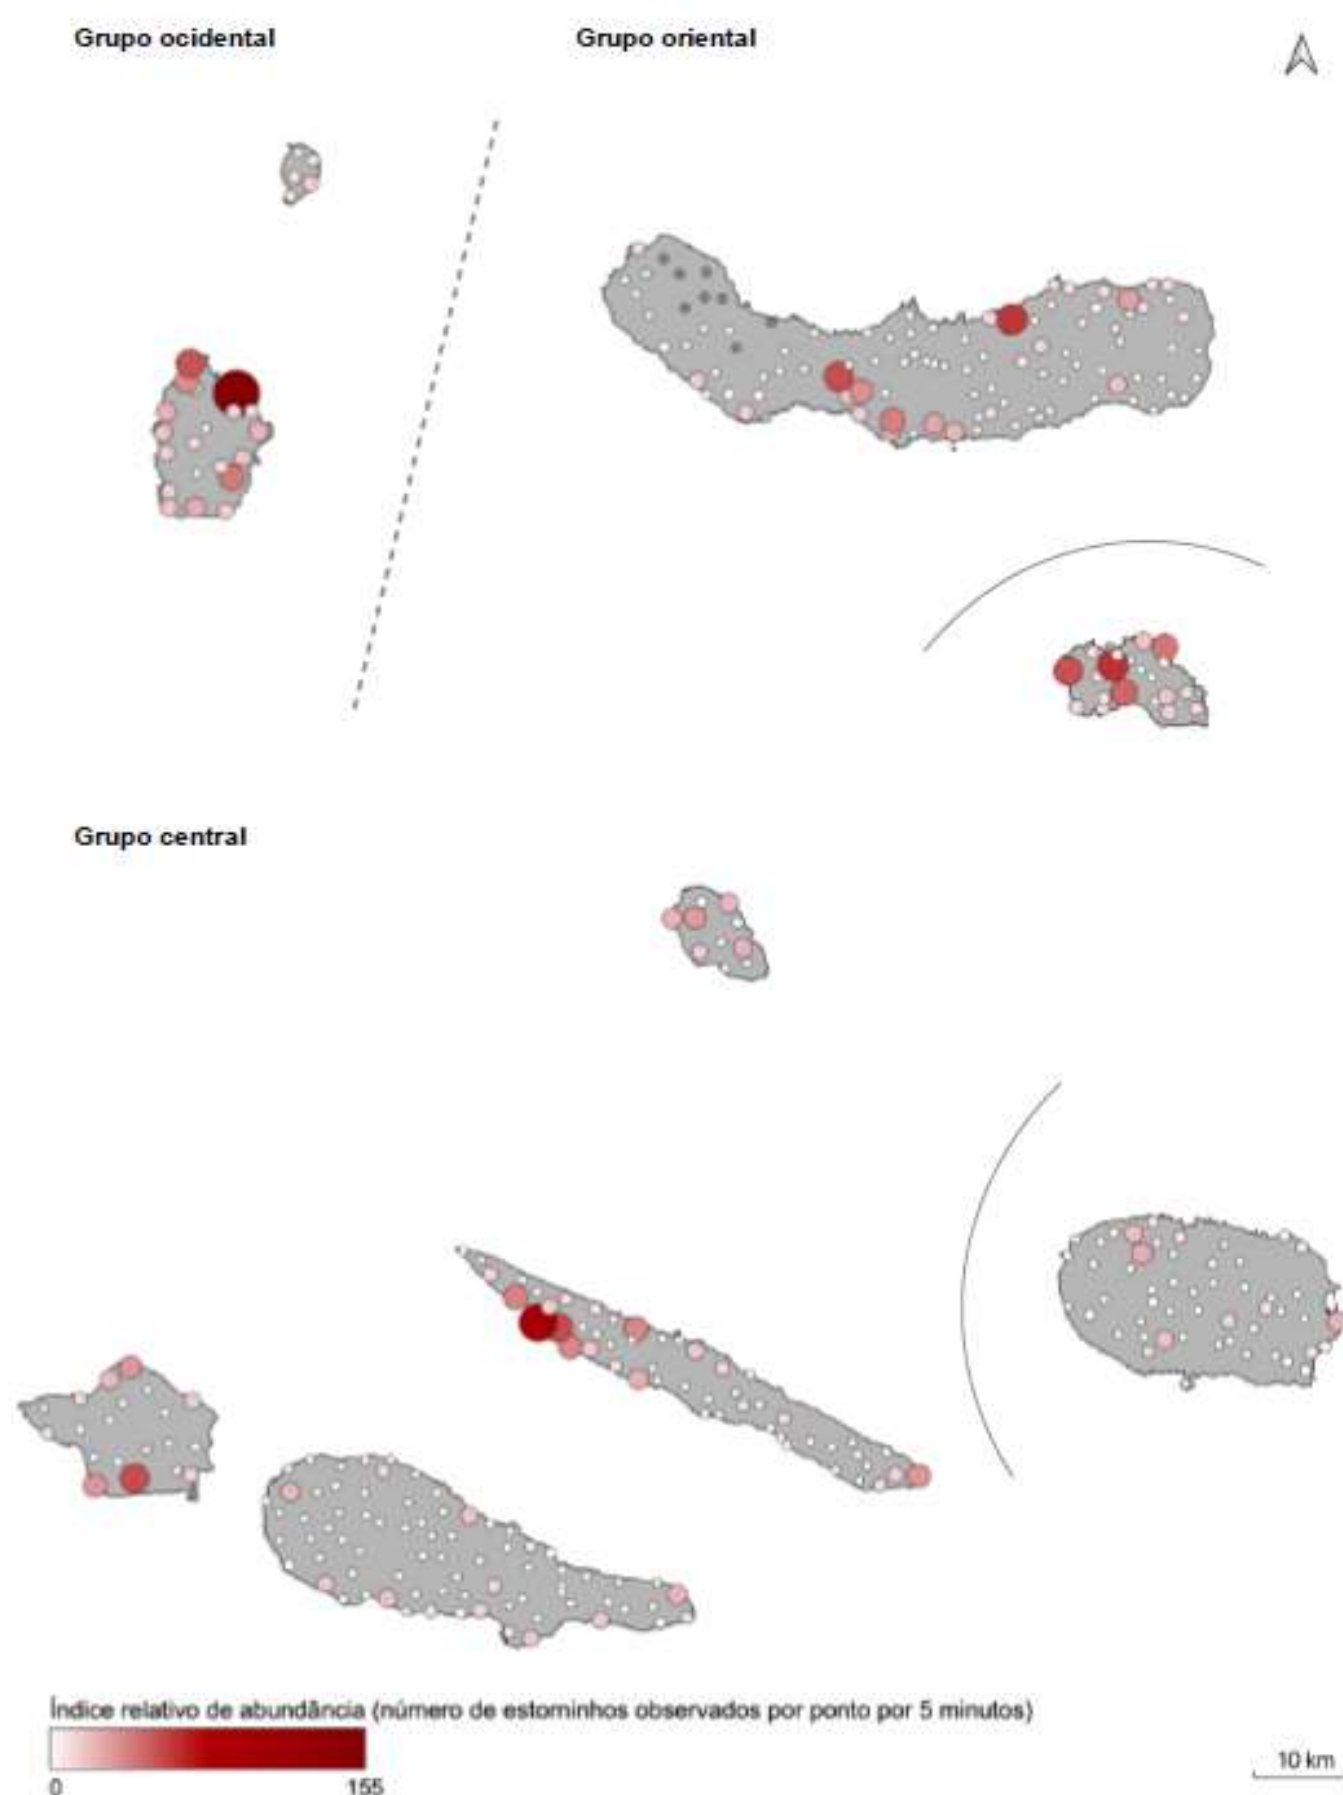 Grupo ocidental
Grupo oriental
Grupo central
Índice relativo de abundância (número de estorninhos observados por ponto por 5 minutos)
0
155
10 km